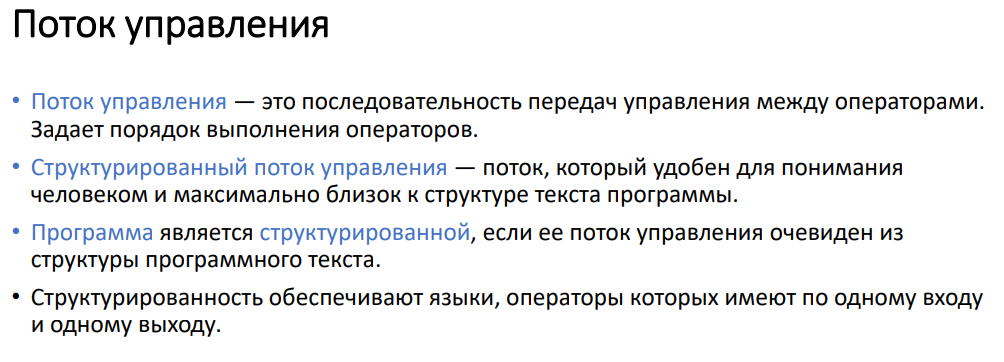 Поток управления
• Поток управления — это последовательность передач управления между операторами.
Задает порядок выполнения операторов.
• Структурированный поток управления — поток, который удобен для понимания
человеком и максимально близок к структуре текста программы.
• Программа является структурированной, если ее поток управления очевиден из
структуры программного текста.
• Структурированность обеспечивают языки, операторы которых имеют по одному входу
и одному выходу.